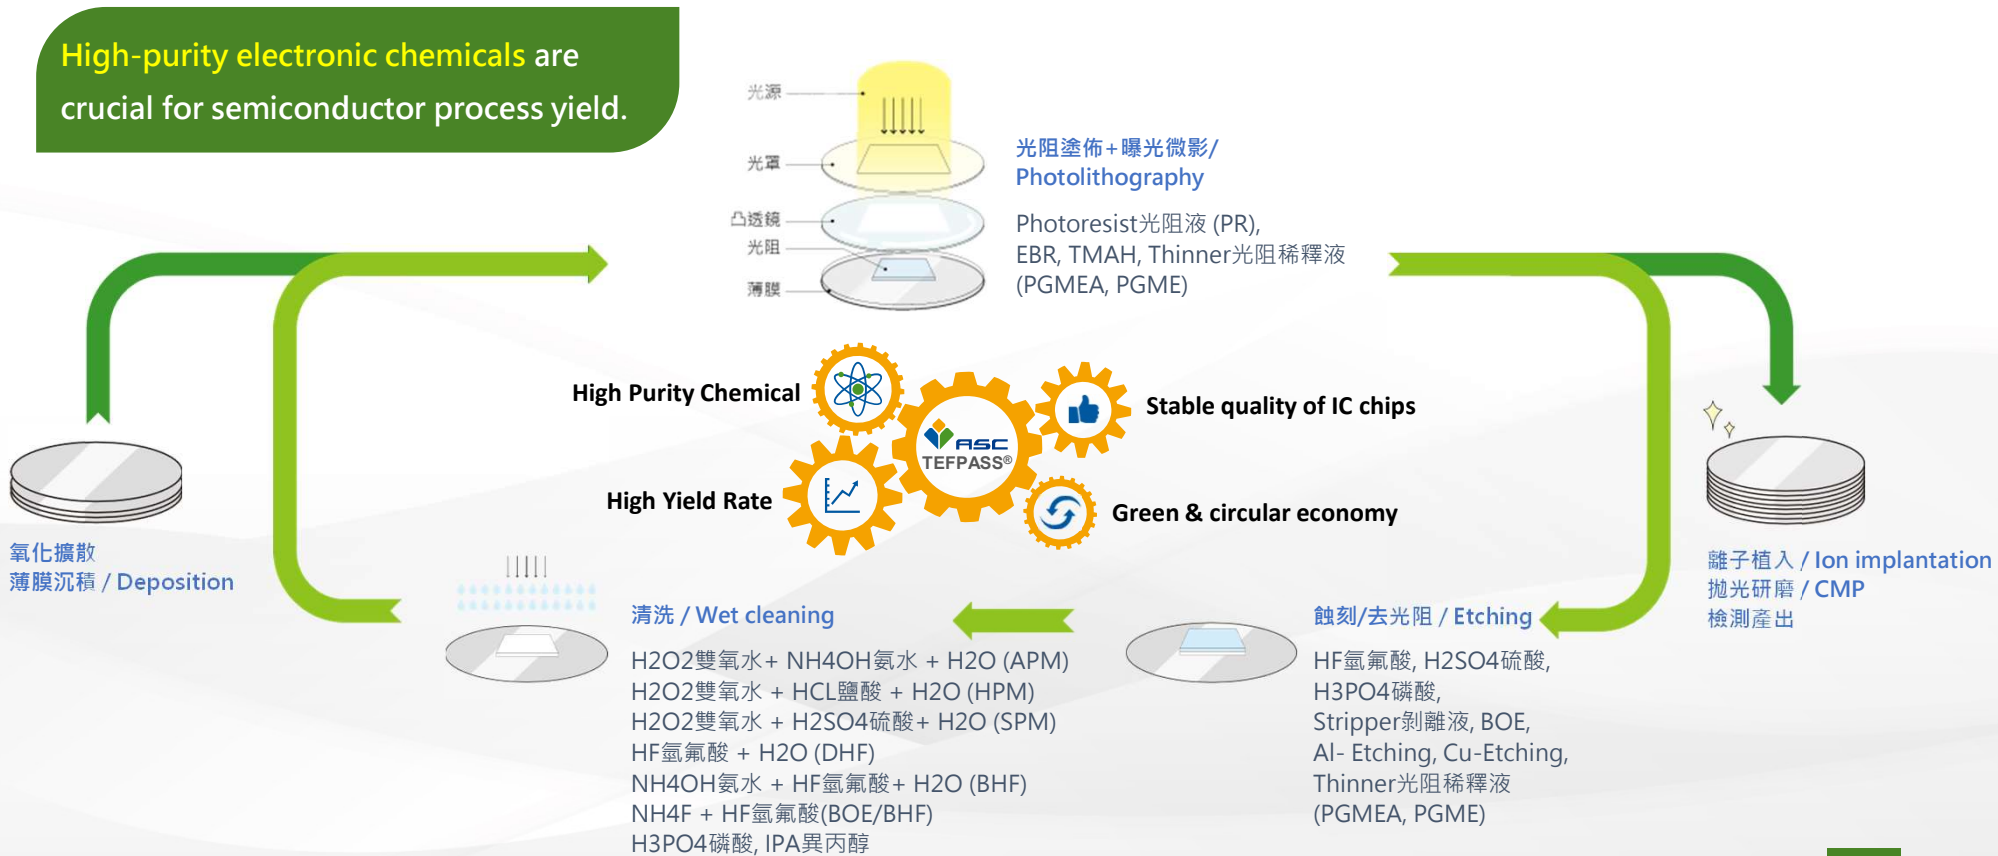 High-purity electronic chemicals are
crucial for semiconductor process yield.
光源
光罩
凸透鏡
光阻
薄膜
光阻塗佈+曝光微影/
Photolithography
Photoresist光阻液 (PR),
EBR, TMAH, Thinner光阻稀釋液
(PGMEA, PGME)
High Purity Chemical
Stable quality of IC chips
ASC
TEFPASS®
High Yield Rate
Green & circular economy
氧化擴散
薄膜沉積 / Deposition
離子植入 / Ion implantation
拋光研磨 / CMP
檢測產出
清洗 / Wet cleaning
H2O2雙氧水+ NH4OH氨水 + H2O (APM)
H2O2雙氧水 + HCL鹽酸 + H2O (HPM)
H2O2雙氧水 + H2SO4硫酸+ H2O (SPM)
HF氫氟酸 + H2O (DHF)
NH4OH氨水 + HF氫氟酸+ H2O (BHF)
NH4F + HF氫氟酸(BOE/BHF)
H3PO4磷酸, IPA異丙醇
蝕刻/去光阻 / Etching
HF氫氟酸, H2SO4硫酸,
H3PO4磷酸,
Stripper剝離液, BOE,
Al- Etching, Cu-Etching,
Thinner光阻稀釋液
(PGMEA, PGME)